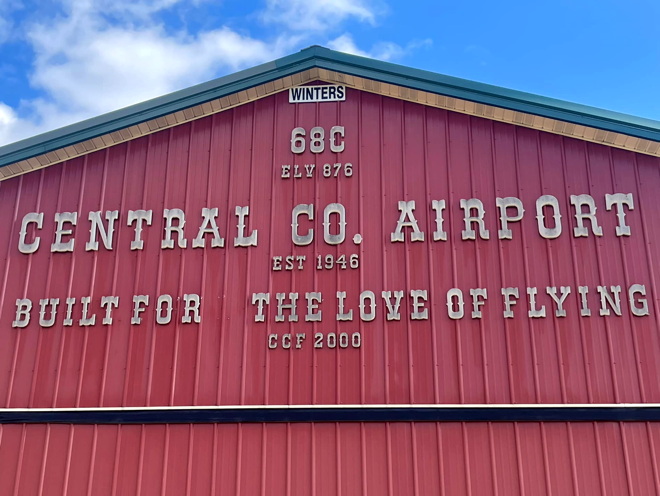 WINTERS
68C
ELV 876
CENTRAL CO. AIRPORT
EST 1946
BUILT FOR THE LOVE OF FLYING
CCF 2000